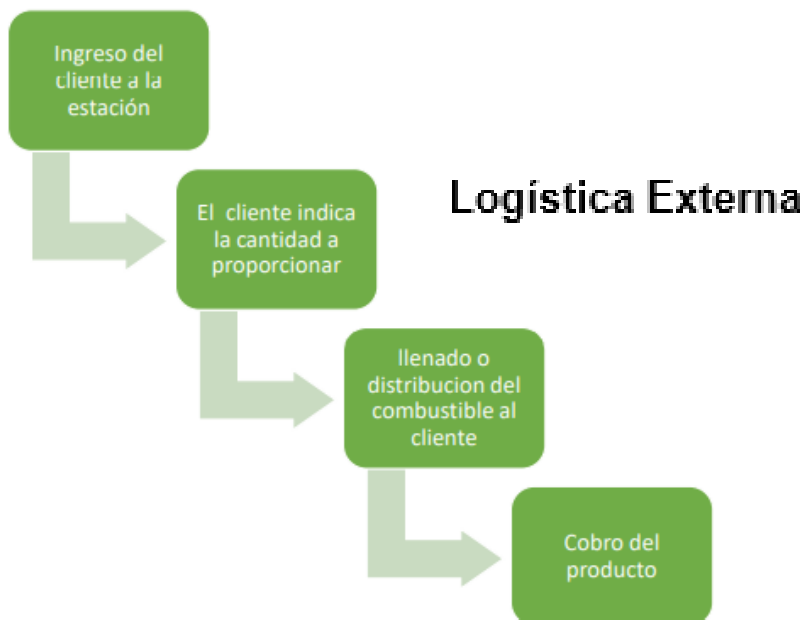 Ingreso del
cliente a la
estación
Logística Externa
El cliente indica
la cantidad a
proporcionar
llenado o
distribucion del
combustible al
cliente
Cobro del
producto